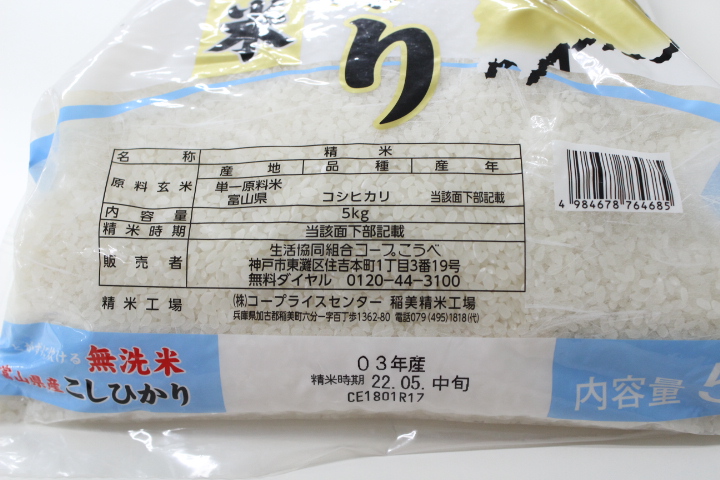 り
名称 精米
原料玄米 産地 品種 産年
単一原料米
富山県 コシヒカリ 当該面下部記載
内容量 5kg
精米時期 当該面下部記載
販売者 生活協同組合コープこうべ
神戸市東灘区住吉本町1丁目3番19号
無料ダイヤル 0120-44-3100
精米工場 (株)コープライスセンター 稲美精米工場
兵庫県加古郡稲美町六分一字百丁歩1362-80 電話079(495)1818(代)
4 984678 764685
無洗米
富山県産こしひかり
03年産
精米時期 22.05.中旬
CE1801R17
内容量 5